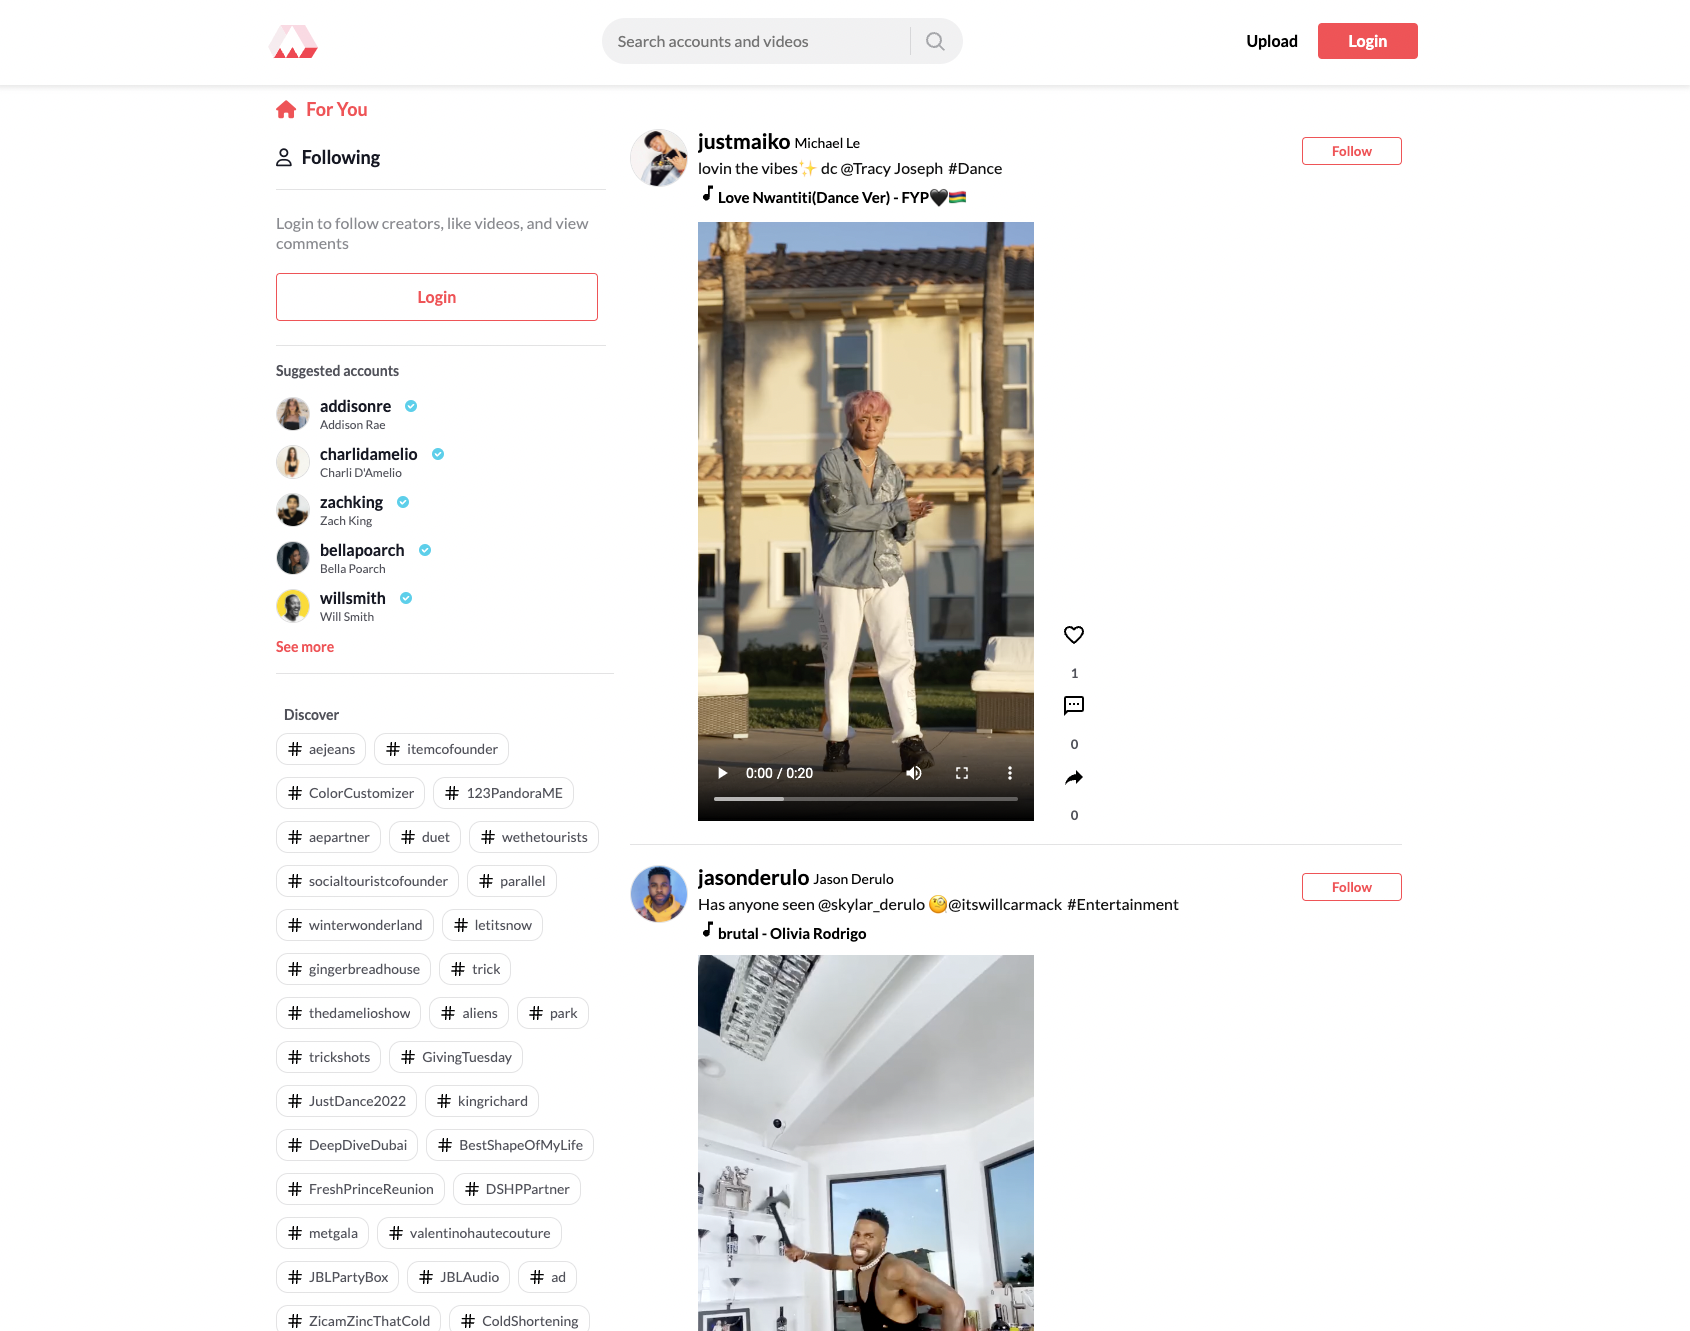 Search accounts and videos
Upload
Login
For You
Following
Login to follow creators, like videos, and view
comments
Login
Suggested accounts
addisonre
Addison Rae
charlidamelio
Charli D'Amelio
zachking
Zach King
bellapoarch
Bella Poarch
willsmith
Will Smith
See more
Discover
# aejeans # itemcofounder
# ColorCustomizer # 123PandoraME
# aepartner # duet # wethetourists
# socialtouristcofounder # parallel
# winterwonderland # letitsnow
# gingerbreadhouse # trick
# thedamelioshow # aliens # park
# trickshots # GivingTuesday
# JustDance2022 # kingrichard
# DeepDiveDubai # BestShapeOfMyLife
# FreshPrinceReunion # DSHPPartner
# metgala # valentinohautecouture
# JBLPartyBox # JBLAudio # ad
# ZicamZincThatCold # ColdShortening
justmaiko Michael Le
Follow
lovin the vibes✨ dc @Tracy Joseph #Dance
Love Nwantiti(Dance Ver) - FYP🖤🇲🇺
0:00 / 0:20
1
0
0
jasonderulo Jason Derulo
Follow
Has anyone seen @skylar_derulo 🧐@itswillcarmack #Entertainment
brutal - Olivia Rodrigo